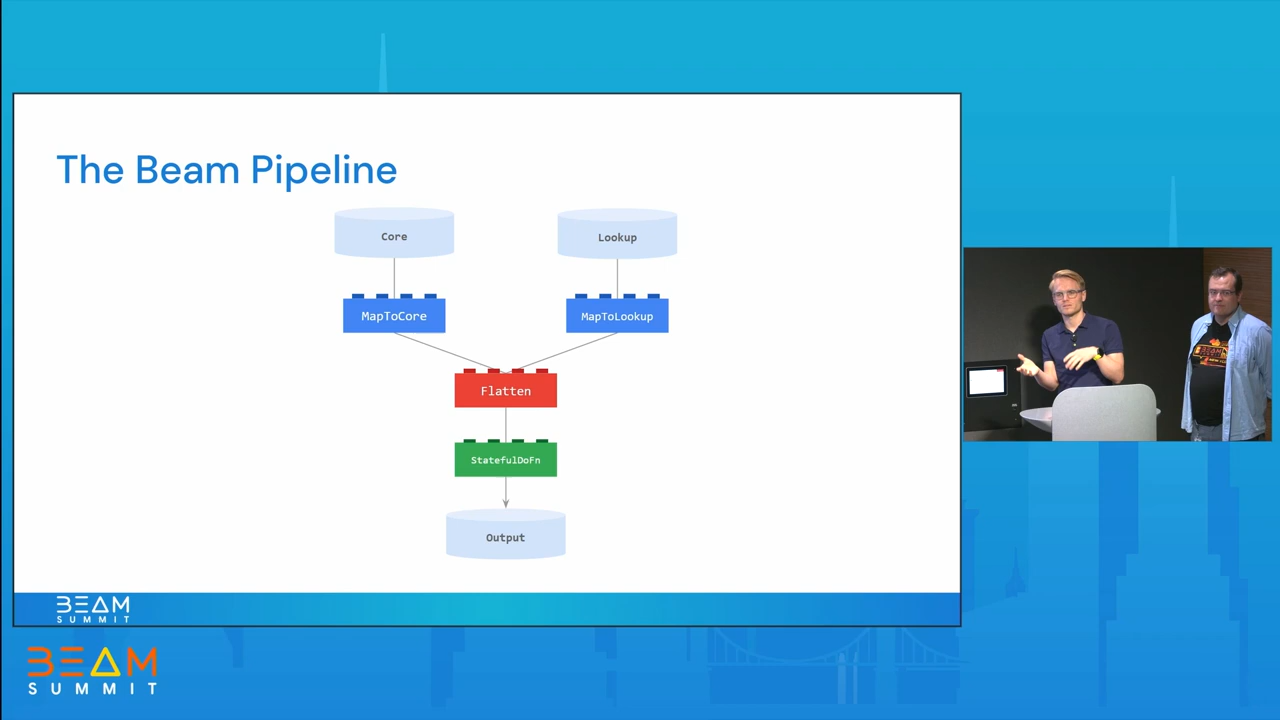 The Beam Pipeline
Core
Lookup
MapToCore
MapToLookup
Flatten
StatefulDoFn
Output
BEAM
SUMMIT
BEAM
SUMMIT